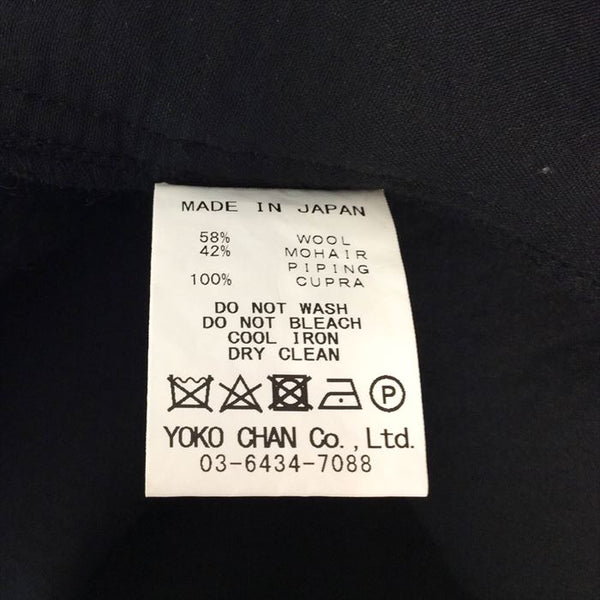 MADE IN JAPAN
58% WOOL
42% MOHAIR
PIPING
100% CUPRA
DO NOT WASH
DO NOT BLEACH
COOL IRON
DRY CLEAN
P
YOKO CHAN Co.,Ltd.
03-6434-7088